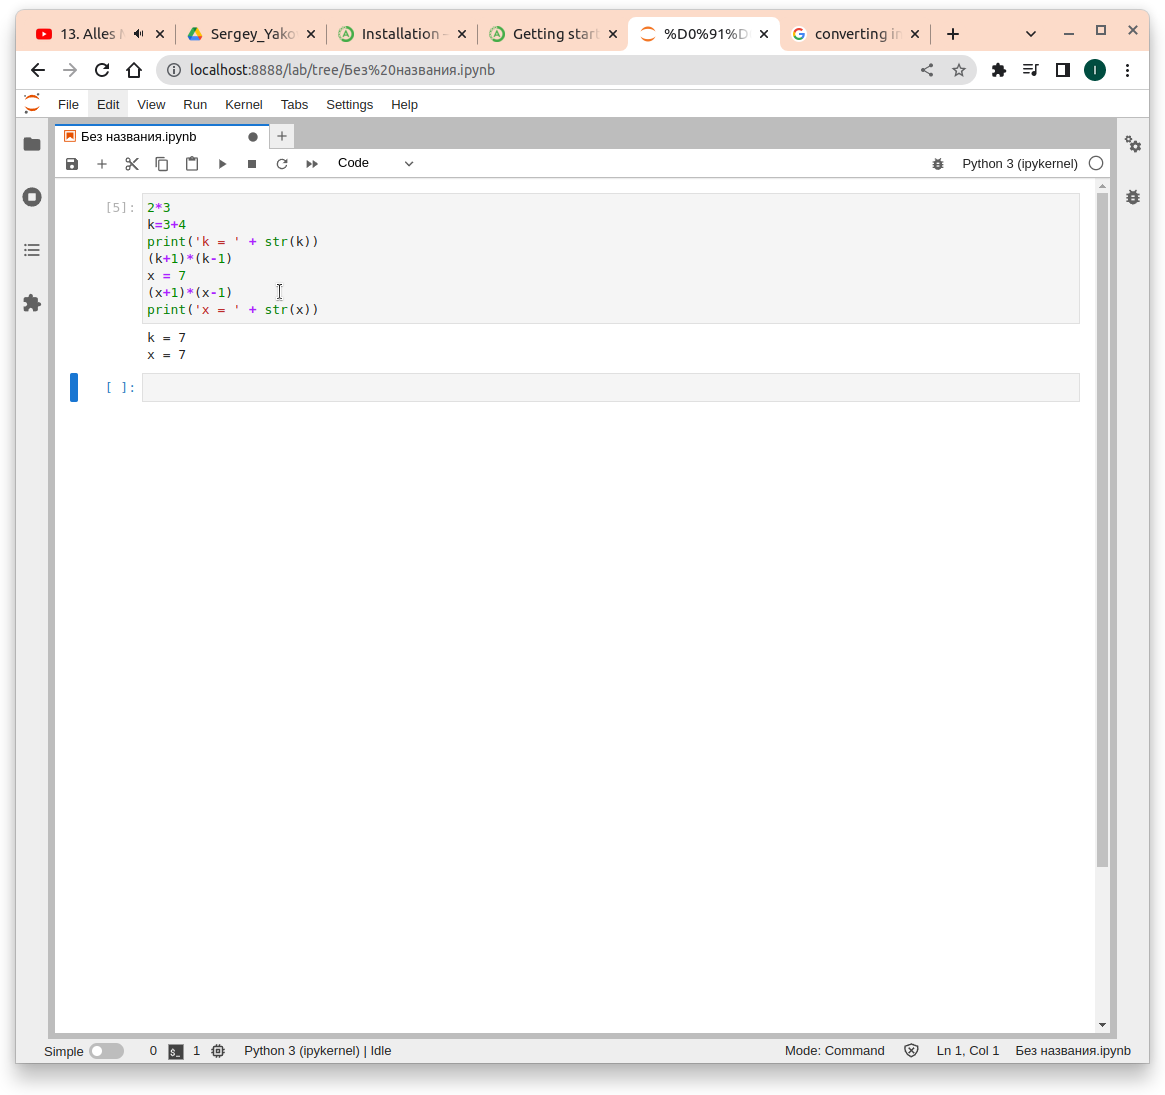 13. Alles
Sergey_Yako
Installation -
Getting start
%D0%91%D
converting in
localhost:8888/lab/tree/Без%20названия.ipynb
I
File Edit View Run Kernel Tabs Settings Help
Без названия.ipynb
Code
Python 3 (ipykernel)
[5]:
2*3
k=3+4
print('k = ' + str(k))
(k+1)*(k-1)
x = 7
(x+1)*(x-1)
print('x = ' + str(x))
k = 7
x = 7
[ ]:
Simple 0 $_ 1 Python 3 (ipykernel) | Idle Mode: Command Ln 1, Col 1 Без названия.ipynb